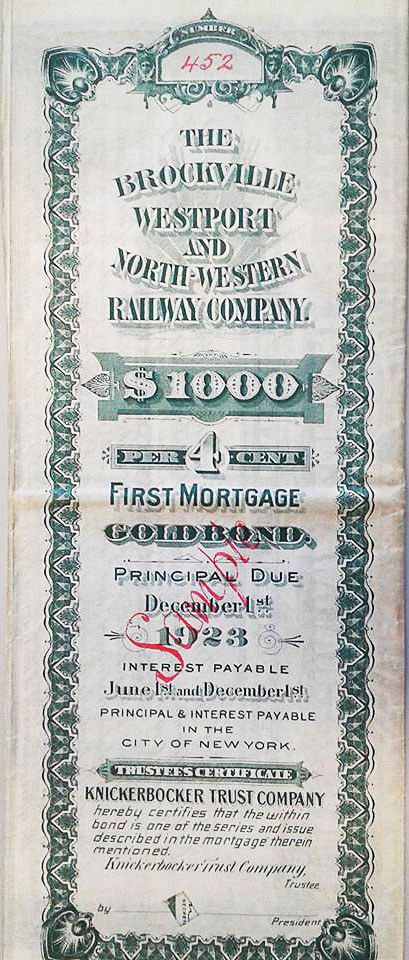 NUMBER
452
THE
BROCKVILLE
WESTPORT
AND
NORTH-WESTERN
RAILWAY COMPANY.
$1000
PER 4 CENT
FIRST MORTGAGE
GOLD BOND.
Sample
PRINCIPAL DUE
December 1st
1923
INTEREST PAYABLE
June 1st and December 1st
PRINCIPAL & INTEREST PAYABLE
IN THE
CITY OF NEW YORK.
TRUSTEES CERTIFICATE
KNICKERBOCKER TRUST COMPANY
hereby certifies that the within
bond is one of the series and issue
described in the mortgage therein
mentioned.
Knickerbocker Trust Company,
Trustee
by
President